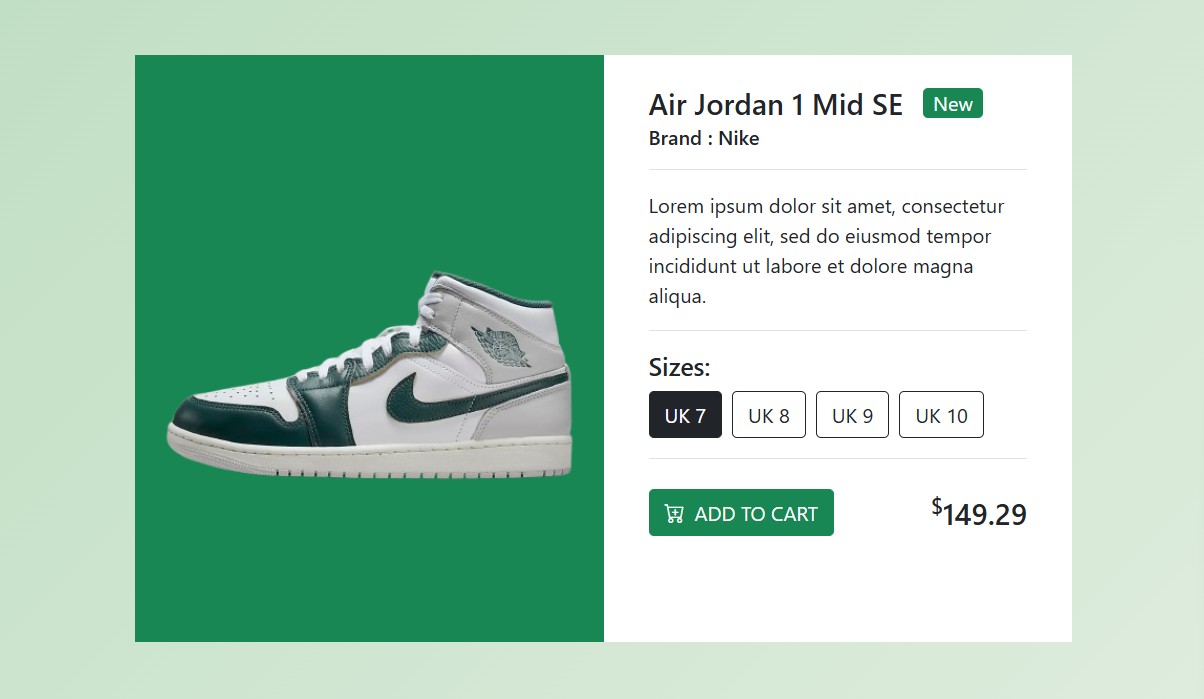 Air Jordan 1 Mid SE New
Brand : Nike
Lorem ipsum dolor sit amet, consectetur
adipiscing elit, sed do eiusmod tempor
incididunt ut labore et dolore magna
aliqua.
Sizes:
UK 7 UK 8 UK 9 UK 10
ADD TO CART $149.29